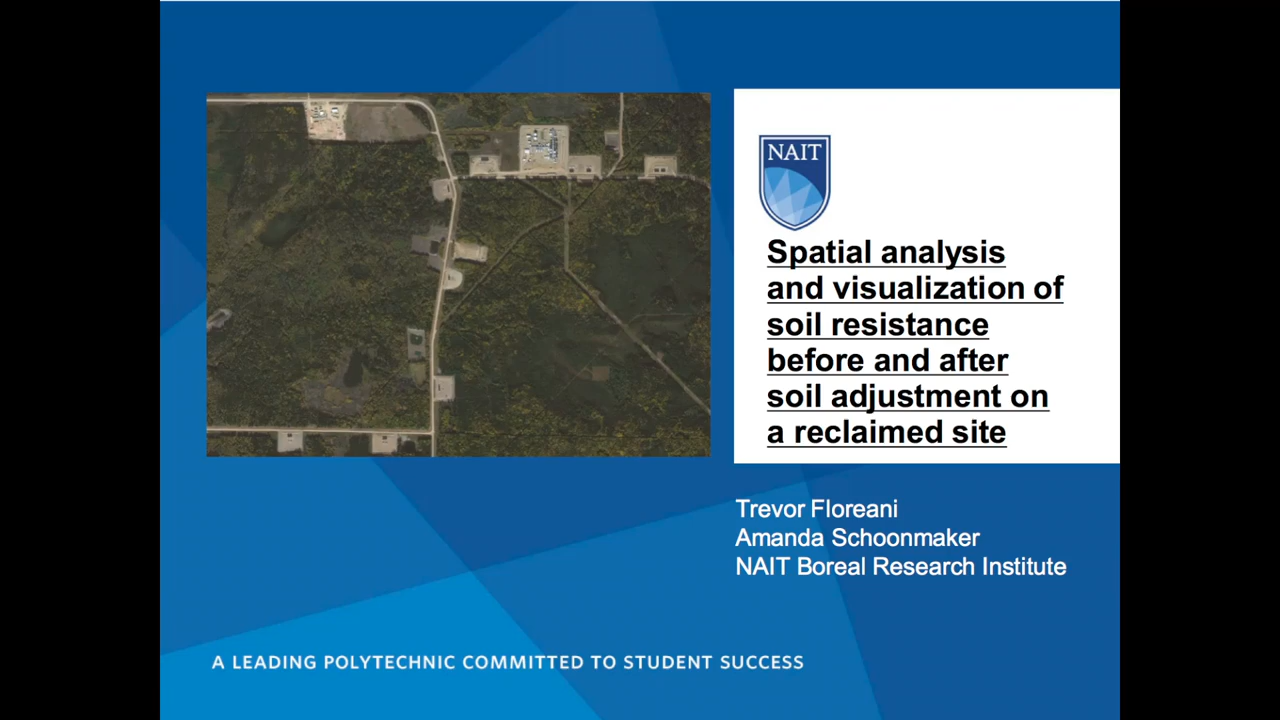 NAIT
Spatial analysis
and visualization of
soil resistance
before and after
soil adjustment on
a reclaimed site
Trevor Floreani
Amanda Schoonmaker
NAIT Boreal Research Institute
A LEADING POLYTECHNIC COMMITTED TO STUDENT SUCCESS